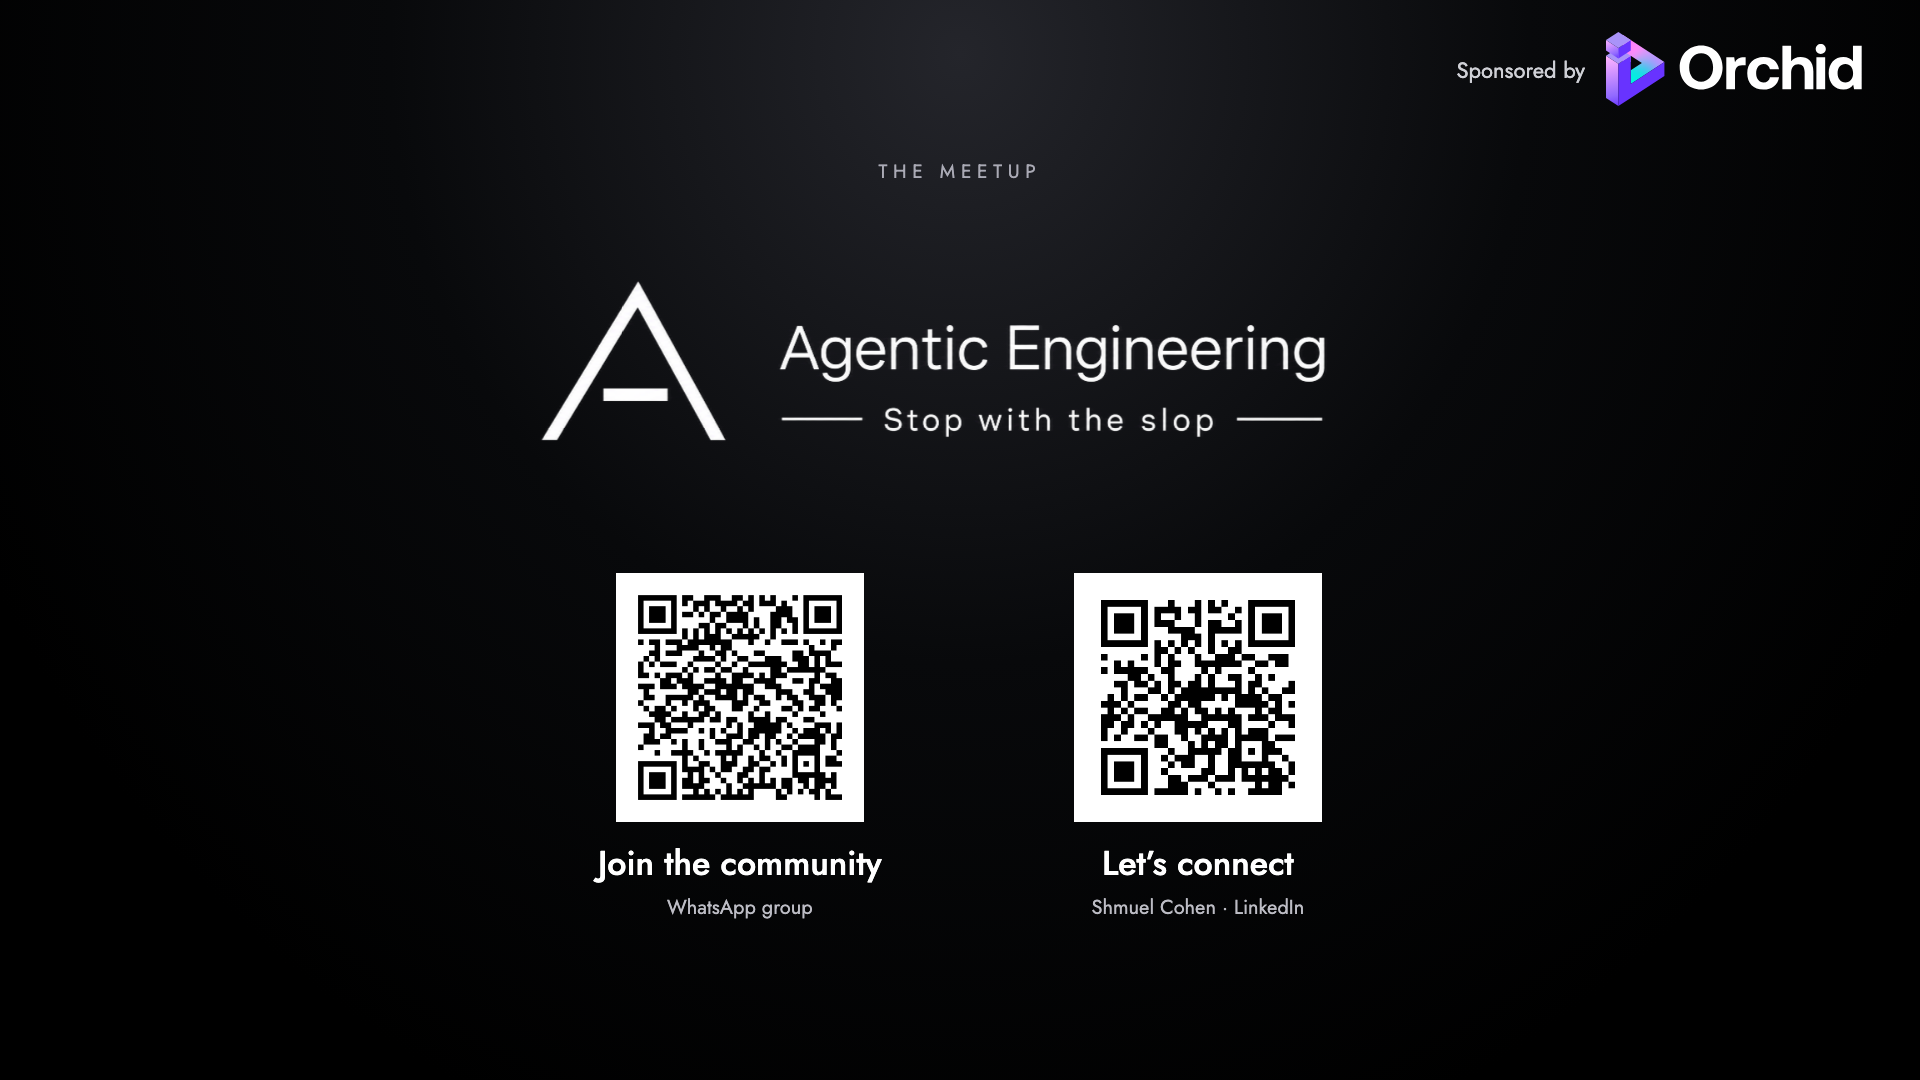 Sponsored by Orchid
THE MEETUP
Agentic Engineering
Stop with the slop
Join the community
WhatsApp group
Let’s connect
Shmuel Cohen · LinkedIn